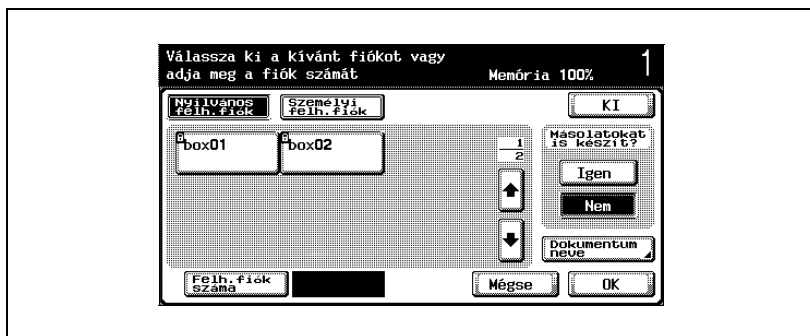 Válassza ki a kívánt fiókot vagy
adja meg a fiók számát
Memória 100%
1
Nyilvános
felh.fiók
Személyi
felh.fiók
KI
box01
box02
1
2
Másolatokat
is készít?
Igen
Nem
Dokumentum
neve
Felh.fiók
száma
Mégse
OK